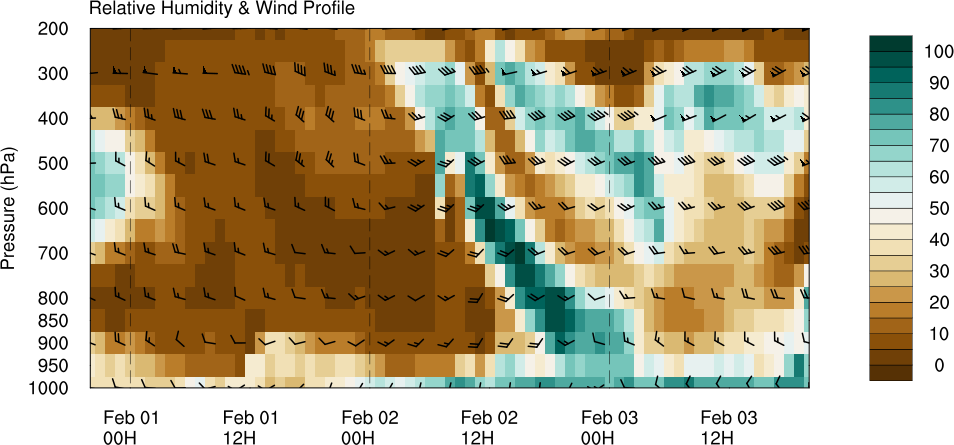 Relative Humidity & Wind Profile
Pressure (hPa)
200
300
400
500
600
700
800
850
900
950
1000
Feb 01 00H
Feb 01 12H
Feb 02 00H
Feb 02 12H
Feb 03 00H
Feb 03 12H
100
90
80
70
60
50
40
30
20
10
0